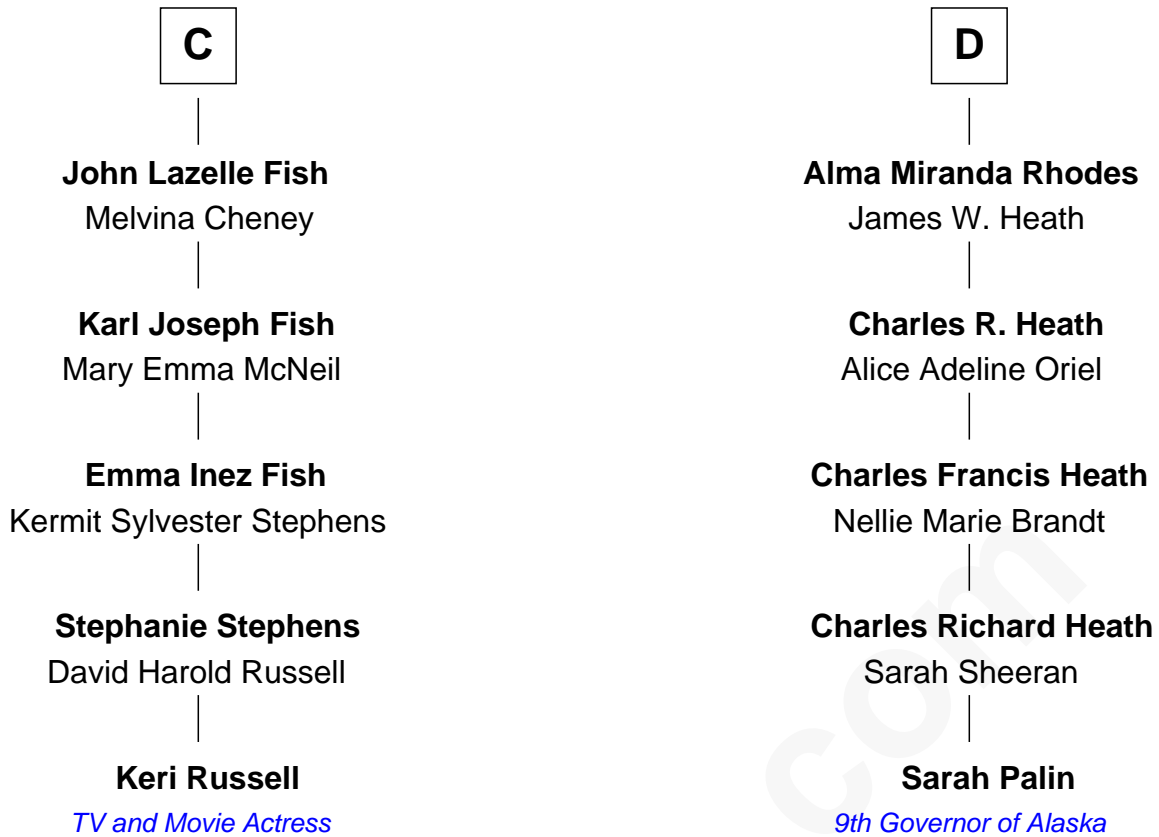 C
John Lazelle Fish
Melvina Cheney
Karl Joseph Fish
Mary Emma McNeil
Emma Inez Fish
Kermit Sylvester Stephens
Stephanie Stephens
David Harold Russell
Keri Russell
TV and Movie Actress
D
Alma Miranda Rhodes
James W. Heath
Charles R. Heath
Alice Adeline Oriel
Charles Francis Heath
Nellie Marie Brandt
Charles Richard Heath
Sarah Sheeran
Sarah Palin
9th Governor of Alaska
com